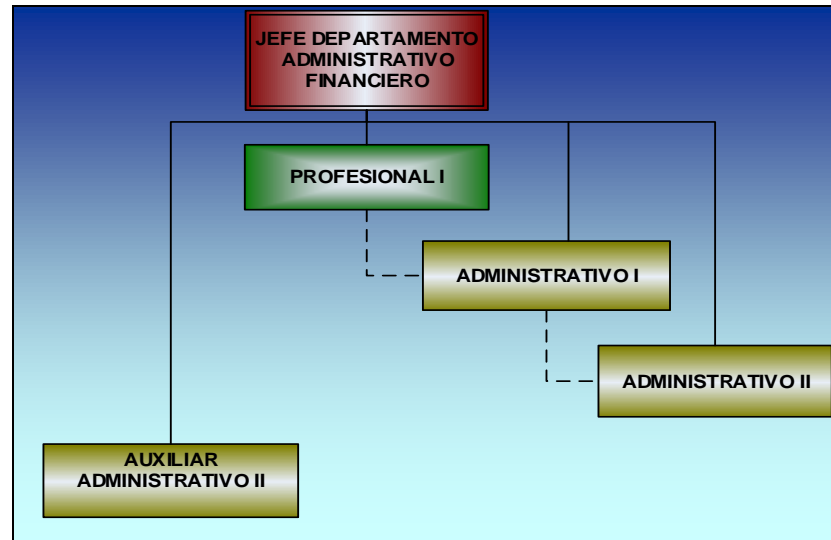 JEFE DEPARTAMENTO
ADMINISTRATIVO
FINANCIERO
PROFESIONAL I
ADMINISTRATIVO I
ADMINISTRATIVO II
AUXILIAR
ADMINISTRATIVO II